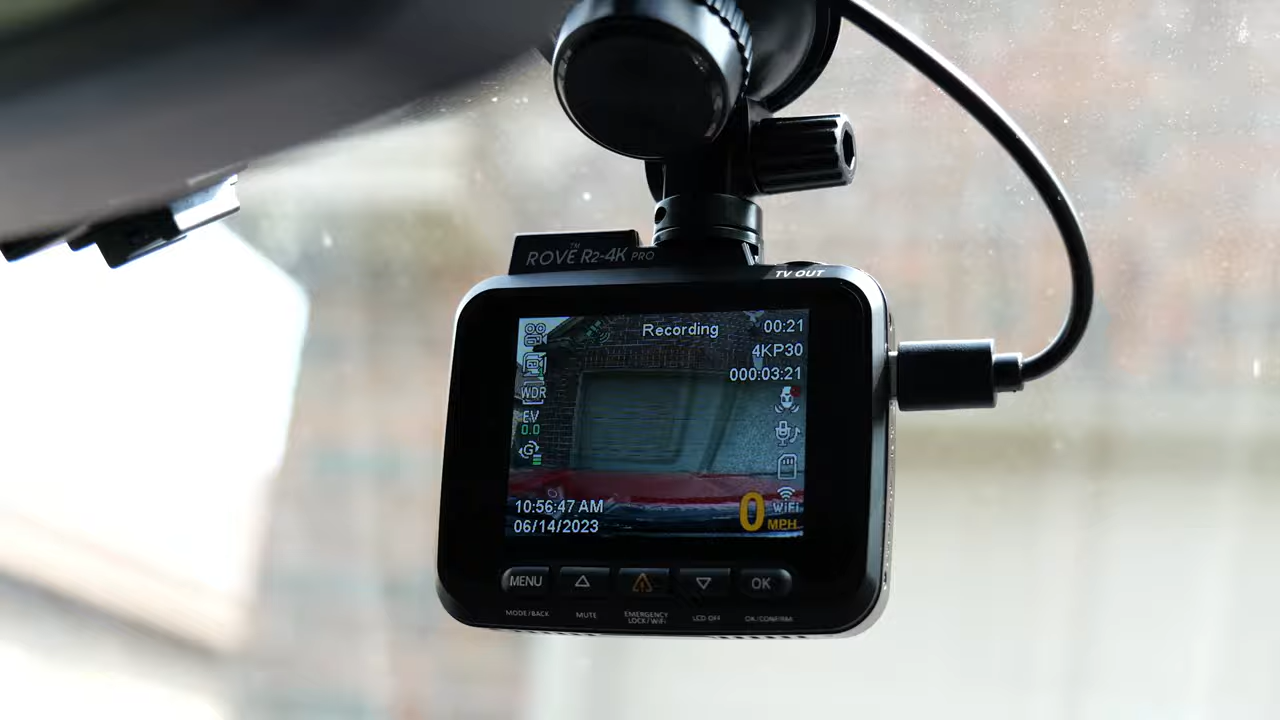 ROVE R2-4K PRO
TM
TV OUT
Recording
00:21
4KP30
000:03:21
WDR
EV
0.0
G
10:56:47 AM
06/14/2023
0 MPH
WiFi
MENU
OK
MODE/BACK
MUTE
EMERGENCY
LOCK/WiFi
LCD OFF
OK/CONFIRM